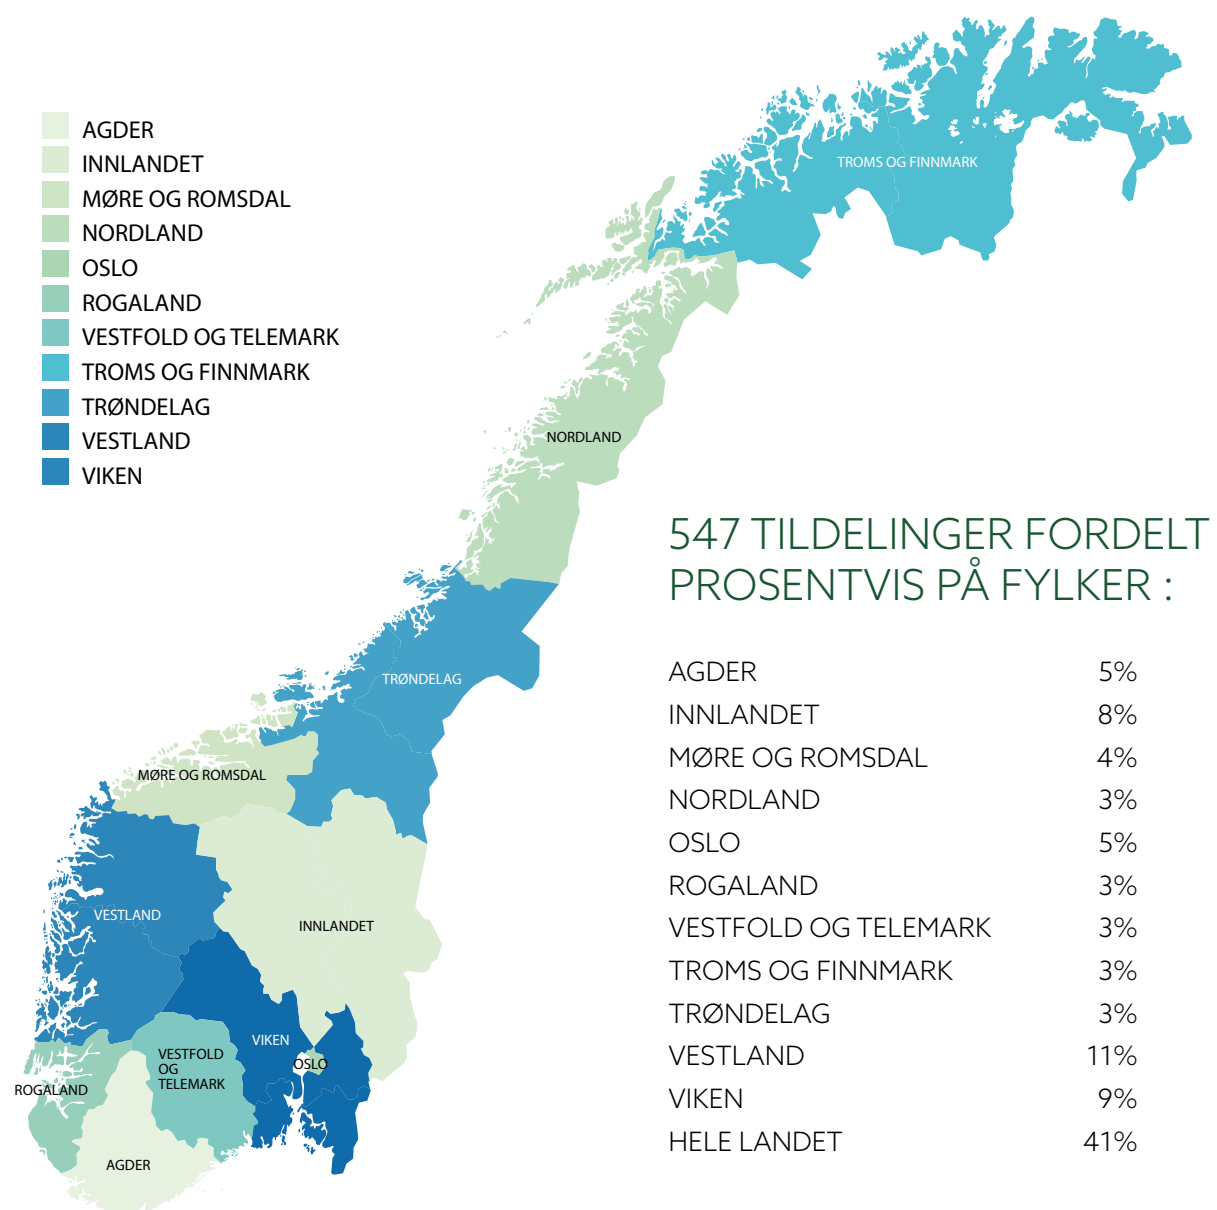 AGDER
INNLANDET
MØRE OG ROMSDAL
NORDLAND
OSLO
ROGALAND
VESTFOLD OG TELEMARK
TROMS OG FINNMARK
TRØNDELAG
VESTLAND
VIKEN
TROMS OG FINNMARK
NORDLAND
TRØNDELAG
MØRE OG ROMSDAL
VESTLAND
INNLANDET
VIKEN
OSLO
VESTFOLD
OG
TELEMARK
ROGALAND
AGDER
547 TILDELINGER FORDELT
PROSENTVIS PÅ FYLKER :
AGDER 5%
INNLANDET 8%
MØRE OG ROMSDAL 4%
NORDLAND 3%
OSLO 5%
ROGALAND 3%
VESTFOLD OG TELEMARK 3%
TROMS OG FINNMARK 3%
TRØNDELAG 3%
VESTLAND 11%
VIKEN 9%
HELE LANDET 41%